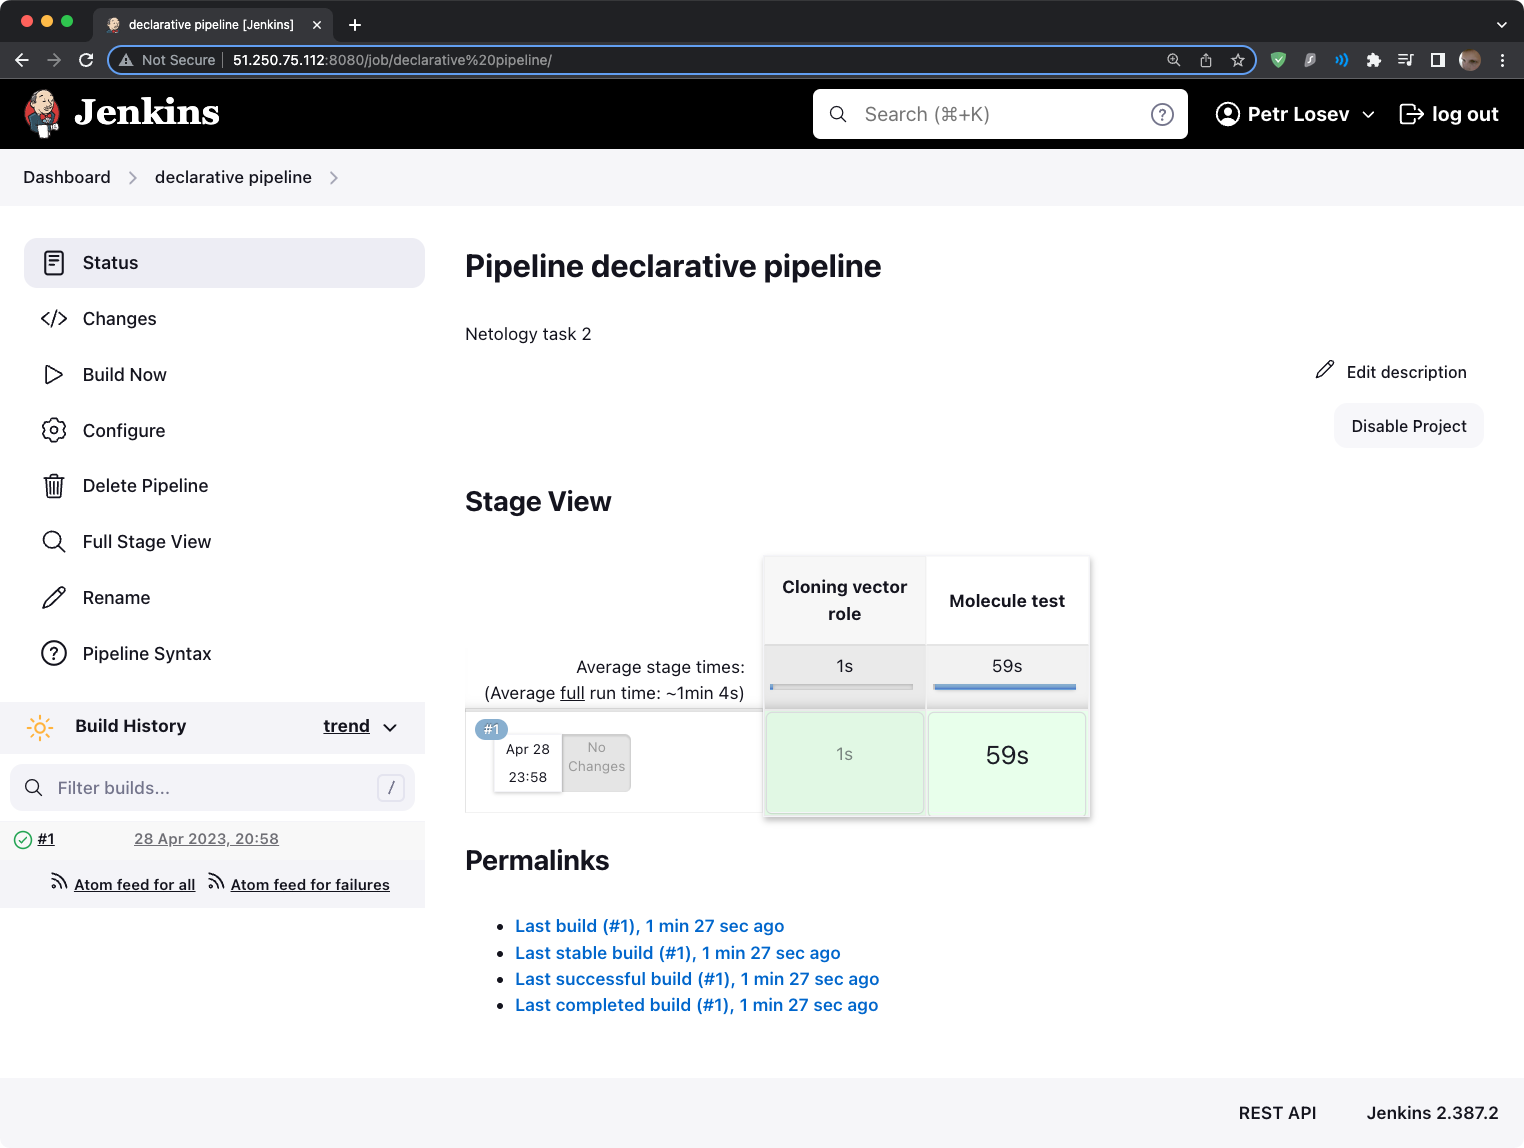 declarative pipeline [Jenkins]
Not Secure
51.250.75.112:8080/job/declarative%20pipeline/
Jenkins
Search (⌘+K)
?
Petr Losev
log out
Dashboard
declarative pipeline
Status
Changes
Build Now
Configure
Delete Pipeline
Full Stage View
Rename
Pipeline Syntax
Build History
trend
Filter builds...
/
#1
28 Apr 2023, 20:58
Atom feed for all
Atom feed for failures
Pipeline declarative pipeline
Netology task 2
Edit description
Disable Project
Stage View
Cloning vector
role
Molecule test
Average stage times:
(Average full run time: ~1min 4s)
1s
59s
#1
Apr 28
23:58
No
Changes
1s
59s
Permalinks
Last build (#1), 1 min 27 sec ago
Last stable build (#1), 1 min 27 sec ago
Last successful build (#1), 1 min 27 sec ago
Last completed build (#1), 1 min 27 sec ago
REST API
Jenkins 2.387.2